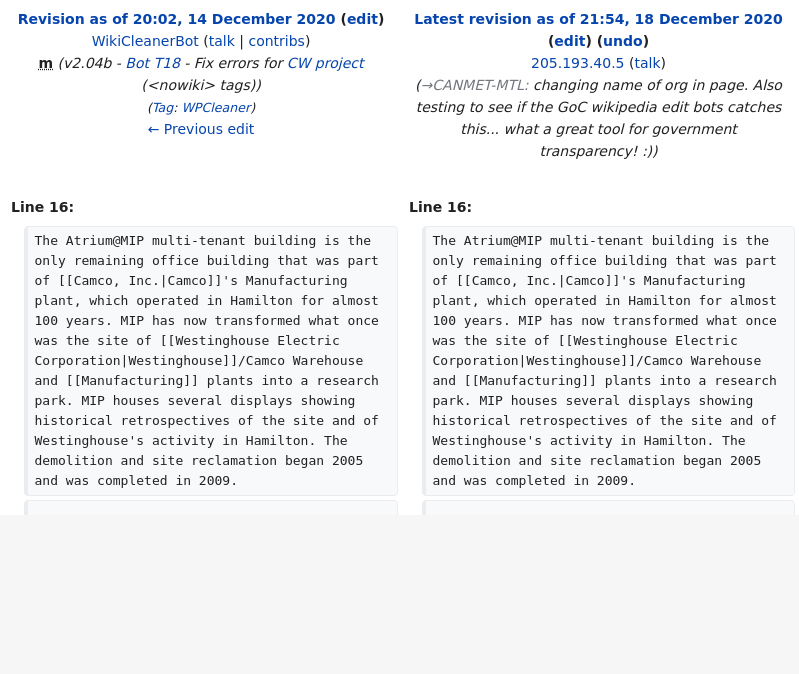 Revision as of 20:02, 14 December 2020 (edit)
WikiCleanerBot (talk | contribs)
m (v2.04b - Bot T18 - Fix errors for CW project
(<nowiki> tags))
(Tag: WPCleaner)
← Previous edit
Latest revision as of 21:54, 18 December 2020
(edit) (undo)
205.193.40.5 (talk)
(→CANMET-MTL: changing name of org in page. Also
testing to see if the GoC wikipedia edit bots catches
this... what a great tool for government
transparency! :))
Line 16:
The Atrium@MIP multi-tenant building is the
only remaining office building that was part
of [[Camco, Inc.|Camco]]'s Manufacturing
plant, which operated in Hamilton for almost
100 years. MIP has now transformed what once
was the site of [[Westinghouse Electric
Corporation|Westinghouse]]/Camco Warehouse
and [[Manufacturing]] plants into a research
park. MIP houses several displays showing
historical retrospectives of the site and of
Westinghouse's activity in Hamilton. The
demolition and site reclamation began 2005
and was completed in 2009.
Line 16:
The Atrium@MIP multi-tenant building is the
only remaining office building that was part
of [[Camco, Inc.|Camco]]'s Manufacturing
plant, which operated in Hamilton for almost
100 years. MIP has now transformed what once
was the site of [[Westinghouse Electric
Corporation|Westinghouse]]/Camco Warehouse
and [[Manufacturing]] plants into a research
park. MIP houses several displays showing
historical retrospectives of the site and of
Westinghouse's activity in Hamilton. The
demolition and site reclamation began 2005
and was completed in 2009.